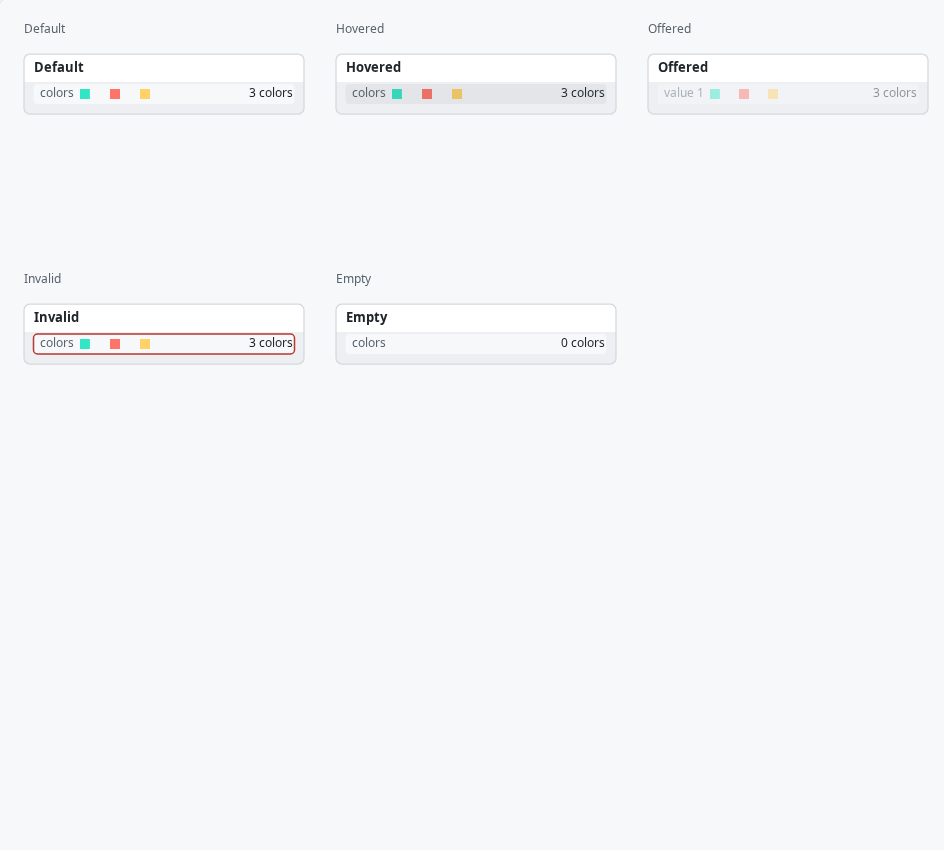 Default
Hovered
Offered
Default
Hovered
Offered
colors 3 colors
colors 3 colors
value 1 3 colors
Invalid
Empty
Invalid
Empty
colors 3 colors
colors 0 colors